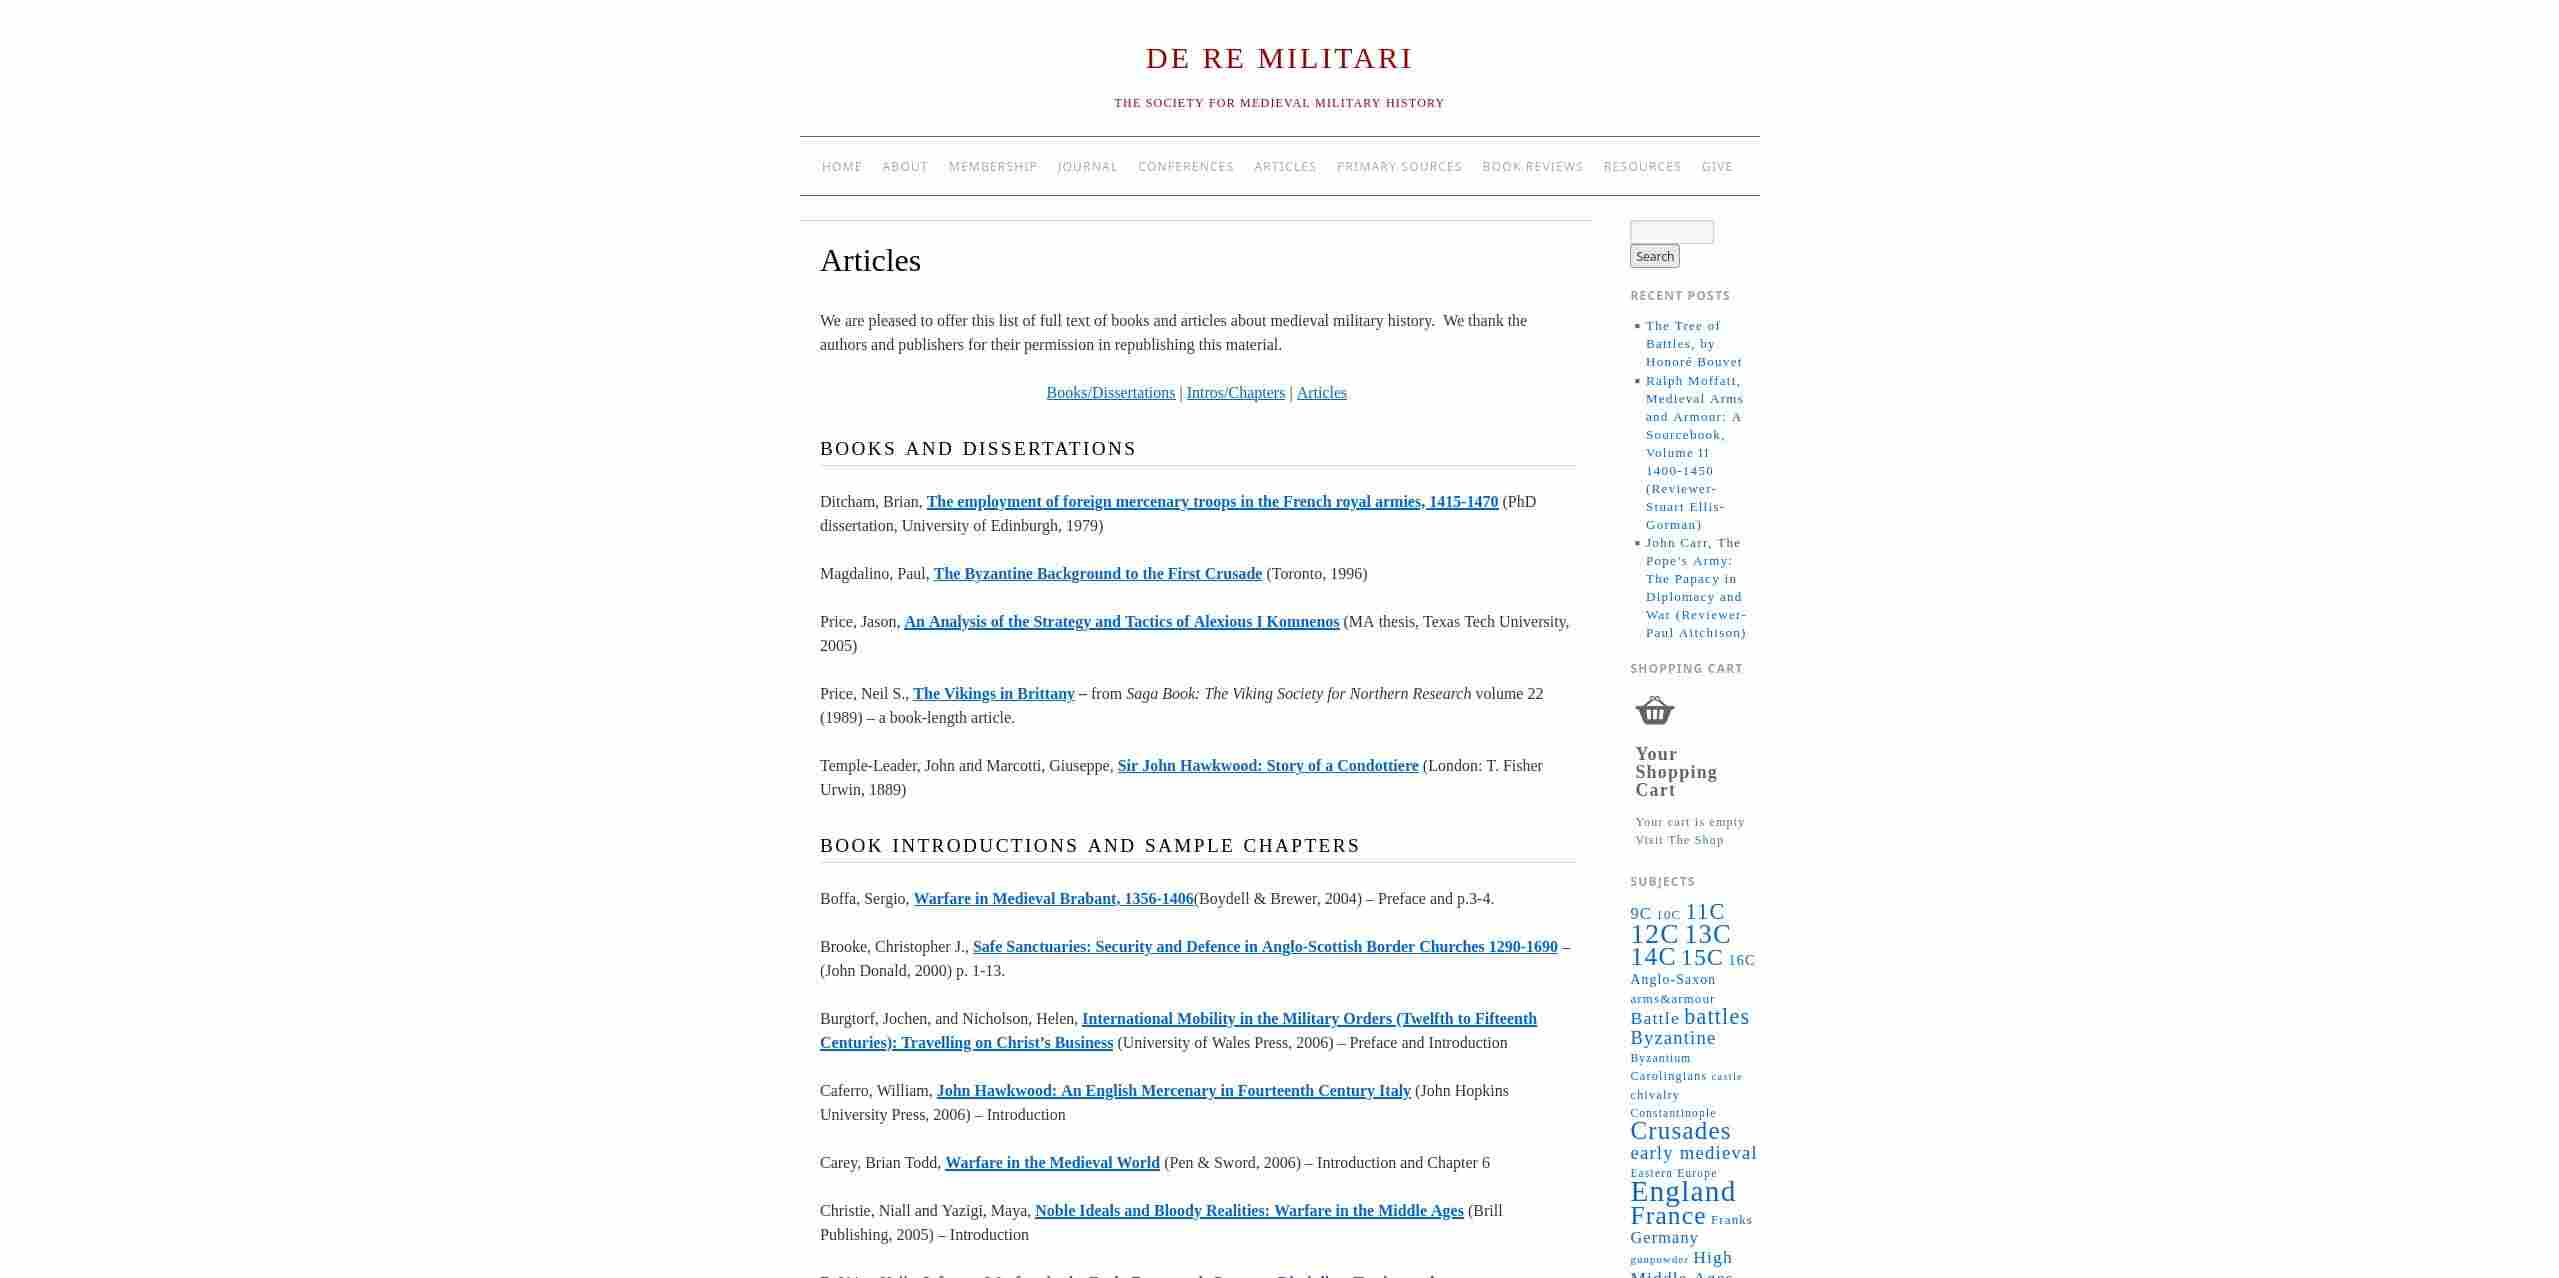 DE RE MILITARI
THE SOCIETY FOR MEDIEVAL MILITARY HISTORY
HOME ABOUT MEMBERSHIP JOURNAL CONFERENCES ARTICLES PRIMARY SOURCES BOOK REVIEWS RESOURCES GIVE
Articles
We are pleased to offer this list of full text of books and articles about medieval military history. We thank the
authors and publishers for their permission in republishing this material.
Books/Dissertations | Intros/Chapters | Articles
BOOKS AND DISSERTATIONS
Ditcham, Brian, The employment of foreign mercenary troops in the French royal armies, 1415-1470 (PhD
dissertation, University of Edinburgh, 1979)
Magdalino, Paul, The Byzantine Background to the First Crusade (Toronto, 1996)
Price, Jason, An Analysis of the Strategy and Tactics of Alexious I Komnenos (MA thesis, Texas Tech University,
2005)
Price, Neil S., The Vikings in Brittany – from Saga Book: The Viking Society for Northern Research volume 22
(1989) – a book-length article.
Temple-Leader, John and Marcotti, Giuseppe, Sir John Hawkwood: Story of a Condottiere (London: T. Fisher
Urwin, 1889)
BOOK INTRODUCTIONS AND SAMPLE CHAPTERS
Boffa, Sergio, Warfare in Medieval Brabant, 1356-1406(Boydell & Brewer, 2004) – Preface and p.3-4.
Brooke, Christopher J., Safe Sanctuaries: Security and Defence in Anglo-Scottish Border Churches 1290-1690 –
(John Donald, 2000) p. 1-13.
Burgtorf, Jochen, and Nicholson, Helen, International Mobility in the Military Orders (Twelfth to Fifteenth
Centuries): Travelling on Christ’s Business (University of Wales Press, 2006) – Preface and Introduction
Caferro, William, John Hawkwood: An English Mercenary in Fourteenth Century Italy (John Hopkins
University Press, 2006) – Introduction
Carey, Brian Todd, Warfare in the Medieval World (Pen & Sword, 2006) – Introduction and Chapter 6
Christie, Niall and Yazigi, Maya, Noble Ideals and Bloody Realities: Warfare in the Middle Ages (Brill
Publishing, 2005) – Introduction
Search
RECENT POSTS
The Tree of
Battles, by
Honoré Bouvet
Ralph Moffatt,
Medieval Arms
and Armour: A
Sourcebook,
Volume II
1400-1450
(Reviewer-
Stuart Ellis-
Gorman)
John Carr, The
Pope’s Army:
The Papacy in
Diplomacy and
War (Reviewer-
Paul Aitchison)
SHOPPING CART
Your
Shopping
Cart
Your cart is empty
Visit The Shop
SUBJECTS
9C 10C 11C
12C 13C
14C 15C 16C
Anglo-Saxon
arms&armour
Battle battles
Byzantine
Byzantium
Carolingians castle
chivalry
Constantinople
Crusades
early medieval
Eastern Europe
England
France Franks
Germany
gunpowder High
Middle Ages